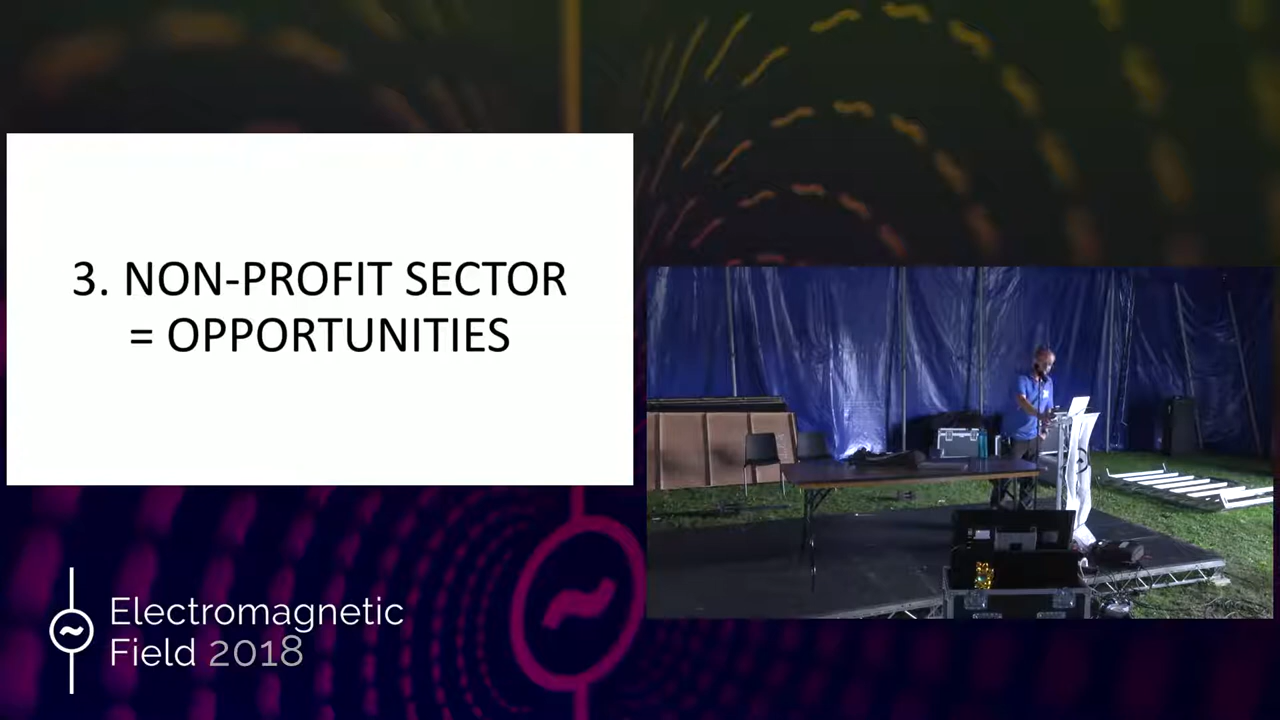 3. NON-PROFIT SECTOR
= OPPORTUNITIES
Electromagnetic
Field 2018